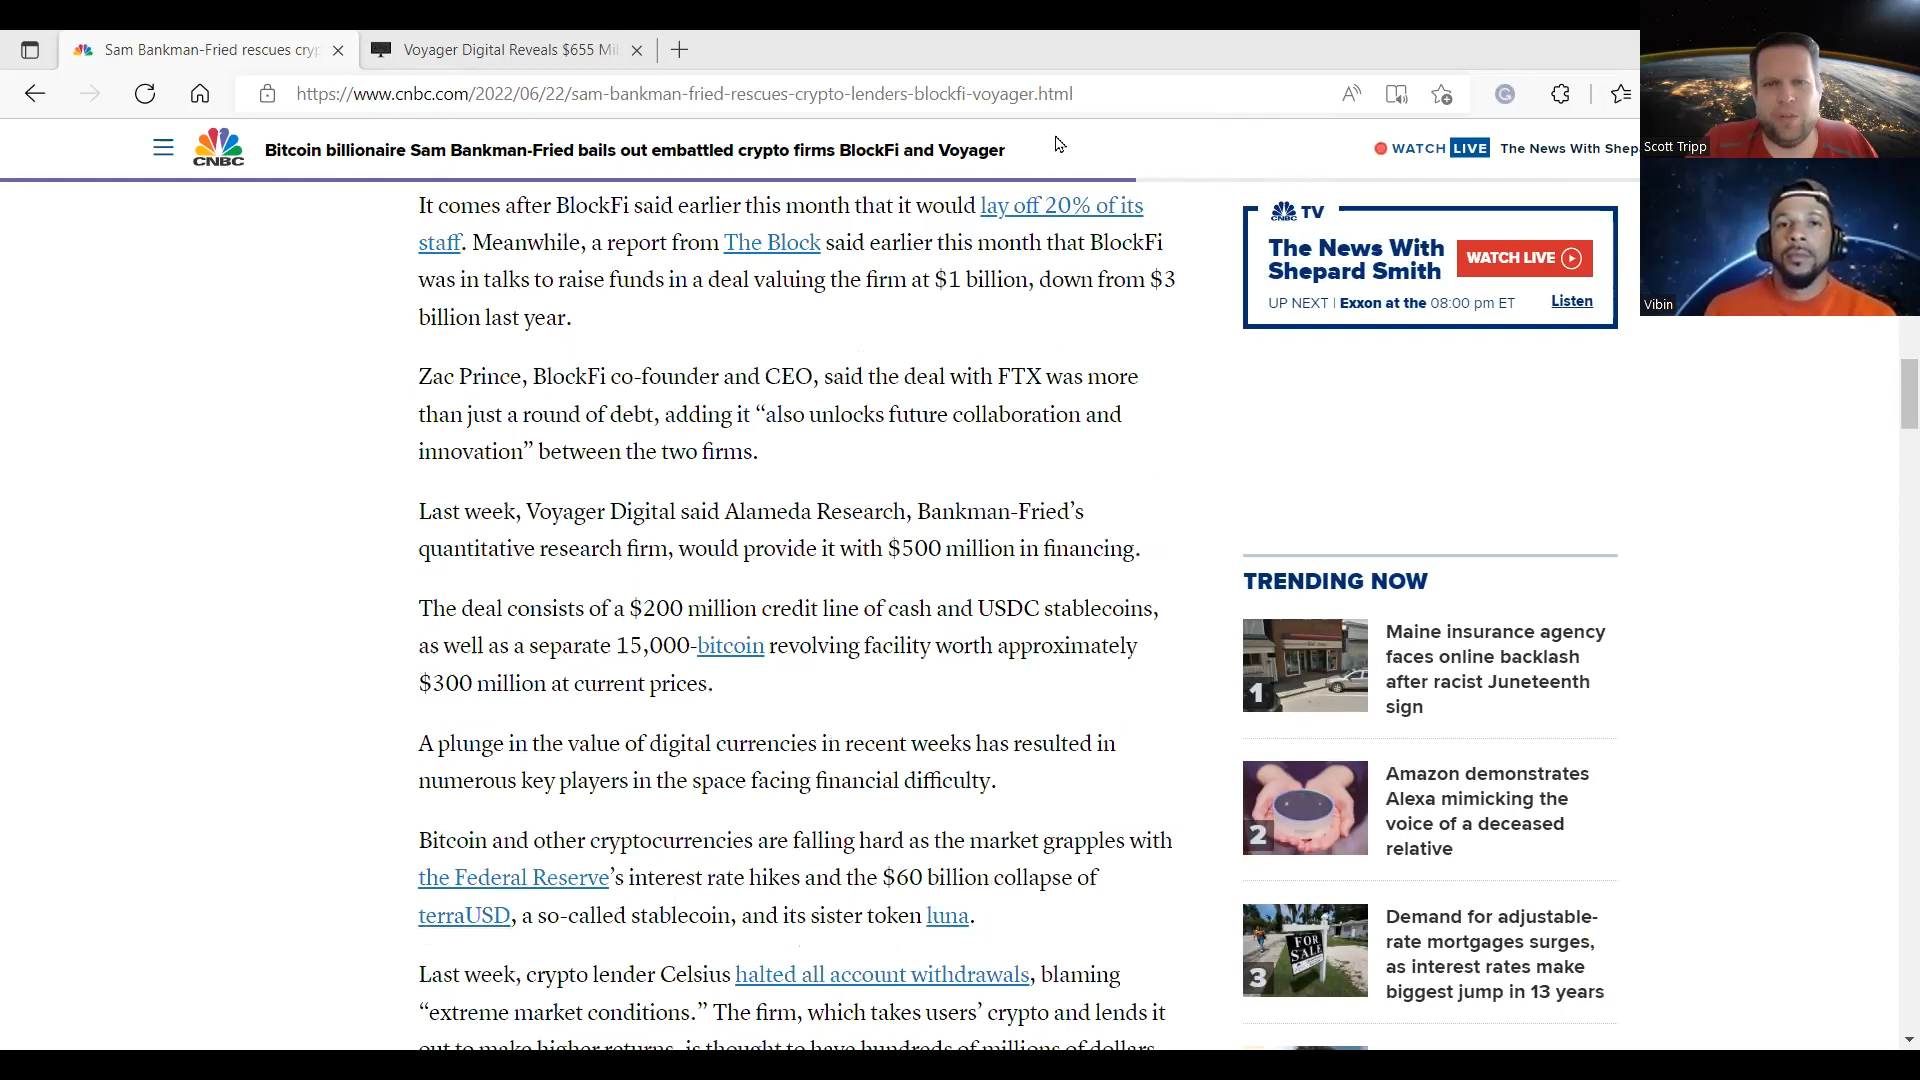 Sam Bankman-Fried rescues cryp
Voyager Digital Reveals $655 Mil
https://www.cnbc.com/2022/06/22/sam-bankman-fried-rescues-crypto-lenders-blockfi-voyager.html
CNBC
Bitcoin billionaire Sam Bankman-Fried bails out embattled crypto firms BlockFi and Voyager
WATCH LIVE The News With Shep
Scott Tripp
Vibin
It comes after BlockFi said earlier this month that it would lay off 20% of its
staff. Meanwhile, a report from The Block said earlier this month that BlockFi
was in talks to raise funds in a deal valuing the firm at $1 billion, down from $3
billion last year.
Zac Prince, BlockFi co-founder and CEO, said the deal with FTX was more
than just a round of debt, adding it “also unlocks future collaboration and
innovation” between the two firms.
Last week, Voyager Digital said Alameda Research, Bankman-Fried’s
quantitative research firm, would provide it with $500 million in financing.
The deal consists of a $200 million credit line of cash and USDC stablecoins,
as well as a separate 15,000-bitcoin revolving facility worth approximately
$300 million at current prices.
A plunge in the value of digital currencies in recent weeks has resulted in
numerous key players in the space facing financial difficulty.
Bitcoin and other cryptocurrencies are falling hard as the market grapples with
the Federal Reserve’s interest rate hikes and the $60 billion collapse of
terraUSD, a so-called stablecoin, and its sister token luna.
Last week, crypto lender Celsius halted all account withdrawals, blaming
“extreme market conditions.” The firm, which takes users’ crypto and lends it
out to make higher returns, is thought to have hundreds of millions of dollars
CNBC TV
The News With
Shepard Smith
WATCH LIVE
UP NEXT | Exxon at the 08:00 pm ET
Listen
TRENDING NOW
1
Maine insurance agency
faces online backlash
after racist Juneteenth
sign
2
Amazon demonstrates
Alexa mimicking the
voice of a deceased
relative
FOR
SALE
3
Demand for adjustable-
rate mortgages surges,
as interest rates make
biggest jump in 13 years